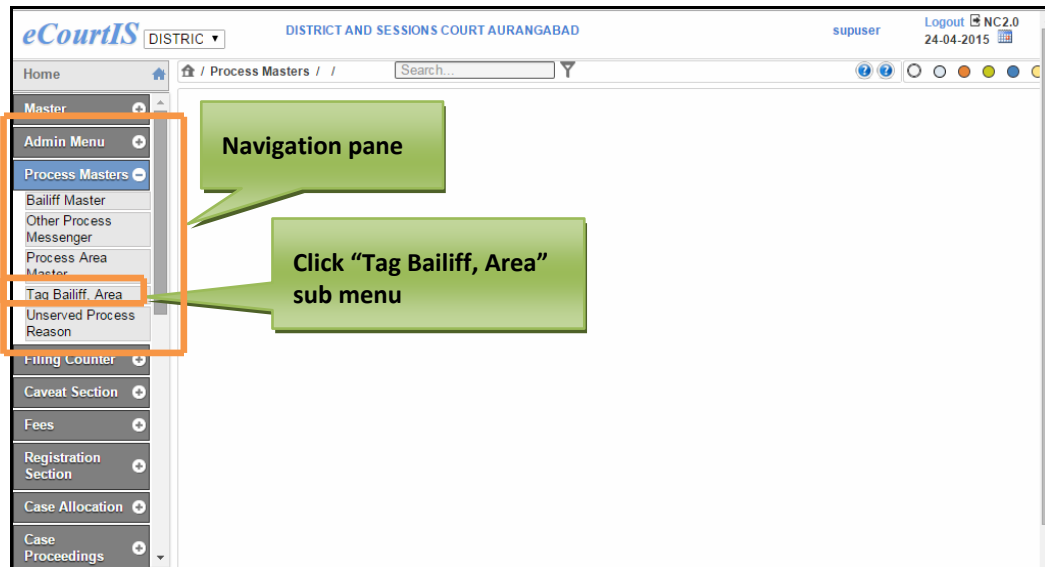 eCourtIS DISTRIC
DISTRICT AND SESSIONS COURT AURANGABAD
supuser
Logout NC2.0
24-04-2015
Home
/ Process Masters / /
Search...
Master
Admin Menu
Process Masters
Bailiff Master
Other Process
Messenger
Process Area
Master
Tag Bailiff, Area
Unserved Process
Reason
Filing Counter
Caveat Section
Fees
Registration
Section
Case Allocation
Case
Proceedings
Navigation pane
Click “Tag Bailiff, Area”
sub menu